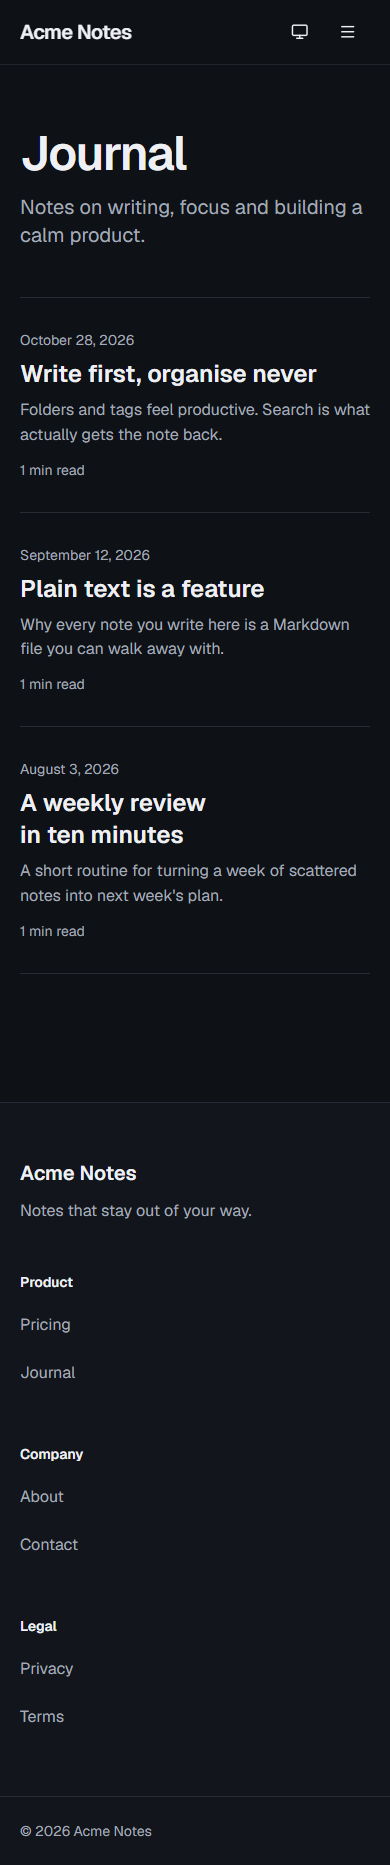 Acme Notes
Journal
Notes on writing, focus and building a
calm product.
October 28, 2026
Write first, organise never
Folders and tags feel productive. Search is what
actually gets the note back.
1 min read
September 12, 2026
Plain text is a feature
Why every note you write here is a Markdown
file you can walk away with.
1 min read
August 3, 2026
A weekly review
in ten minutes
A short routine for turning a week of scattered
notes into next week's plan.
1 min read
Acme Notes
Notes that stay out of your way.
Product
Pricing
Journal
Company
About
Contact
Legal
Privacy
Terms
© 2026 Acme Notes